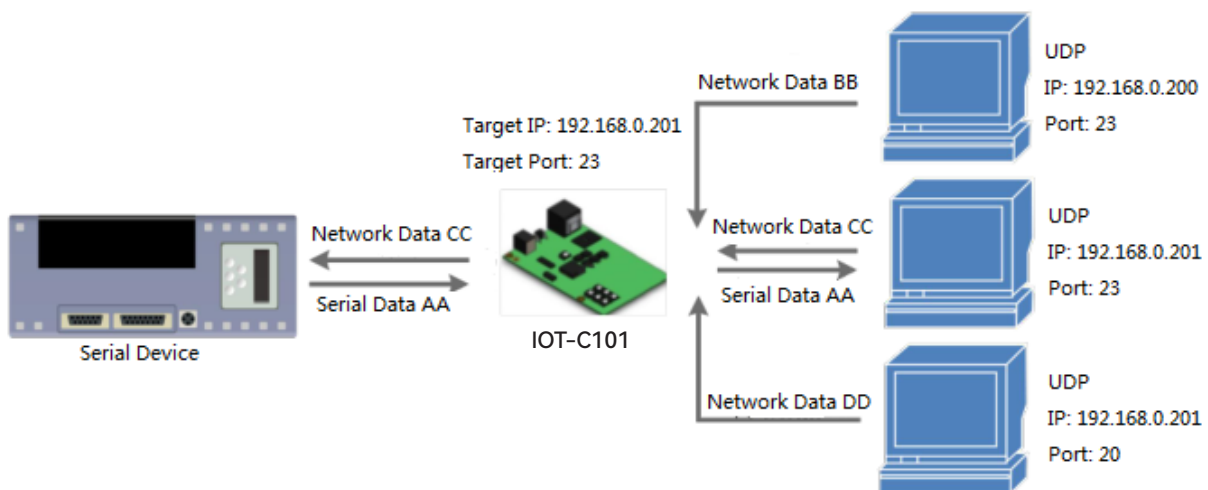 Network Data BB
UDP
IP: 192.168.0.200
Port: 23
Target IP: 192.168.0.201
Target Port: 23
Network Data CC
Serial Data AA
Serial Device
IOT-C101
Network Data CC
Serial Data AA
UDP
IP: 192.168.0.201
Port: 23
Network Data DD
UDP
IP: 192.168.0.201
Port: 20